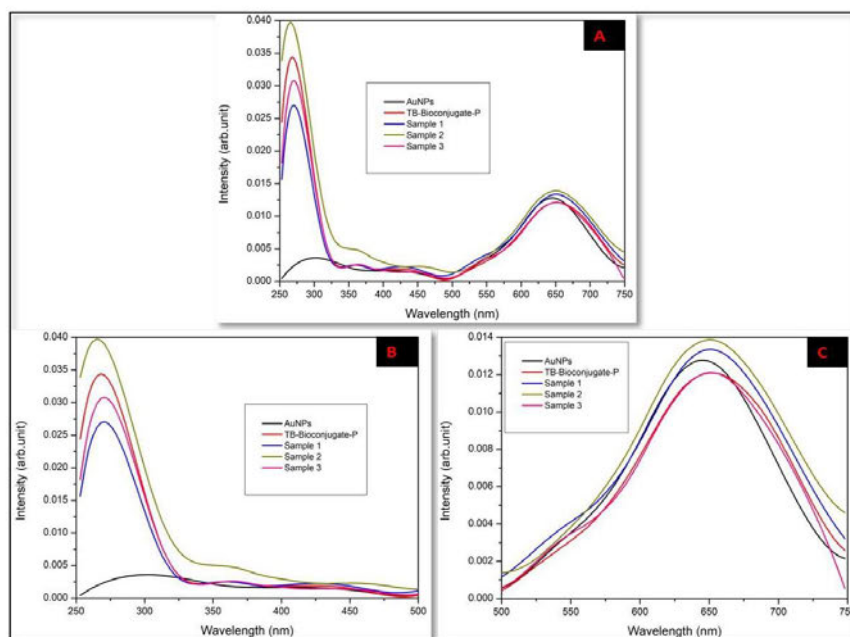 A
0.040
0.035
0.030
0.025
0.020
0.015
0.010
0.005
0.000
Intensity (arb.unit)
AuNPs
TB-Bioconjugate-P
Sample 1
Sample 2
Sample 3
250 300 350 400 450 500 550 600 650 700 750
Wavelength (nm)
B
0.040
0.035
0.030
0.025
0.020
0.015
0.010
0.005
0.000
Intensity (arb.unit)
AuNPs
TB-Bioconjugate-P
Sample 1
Sample 2
Sample 3
250 300 350 400 450 500
Wavelength (nm)
C
0.014
0.012
0.010
0.008
0.006
0.004
0.002
0.000
Intensity (arb.unit)
AuNPs
TB-Bioconjugate-P
Sample 1
Sample 2
Sample 3
500 550 600 650 700 75
Wavelength (nm)